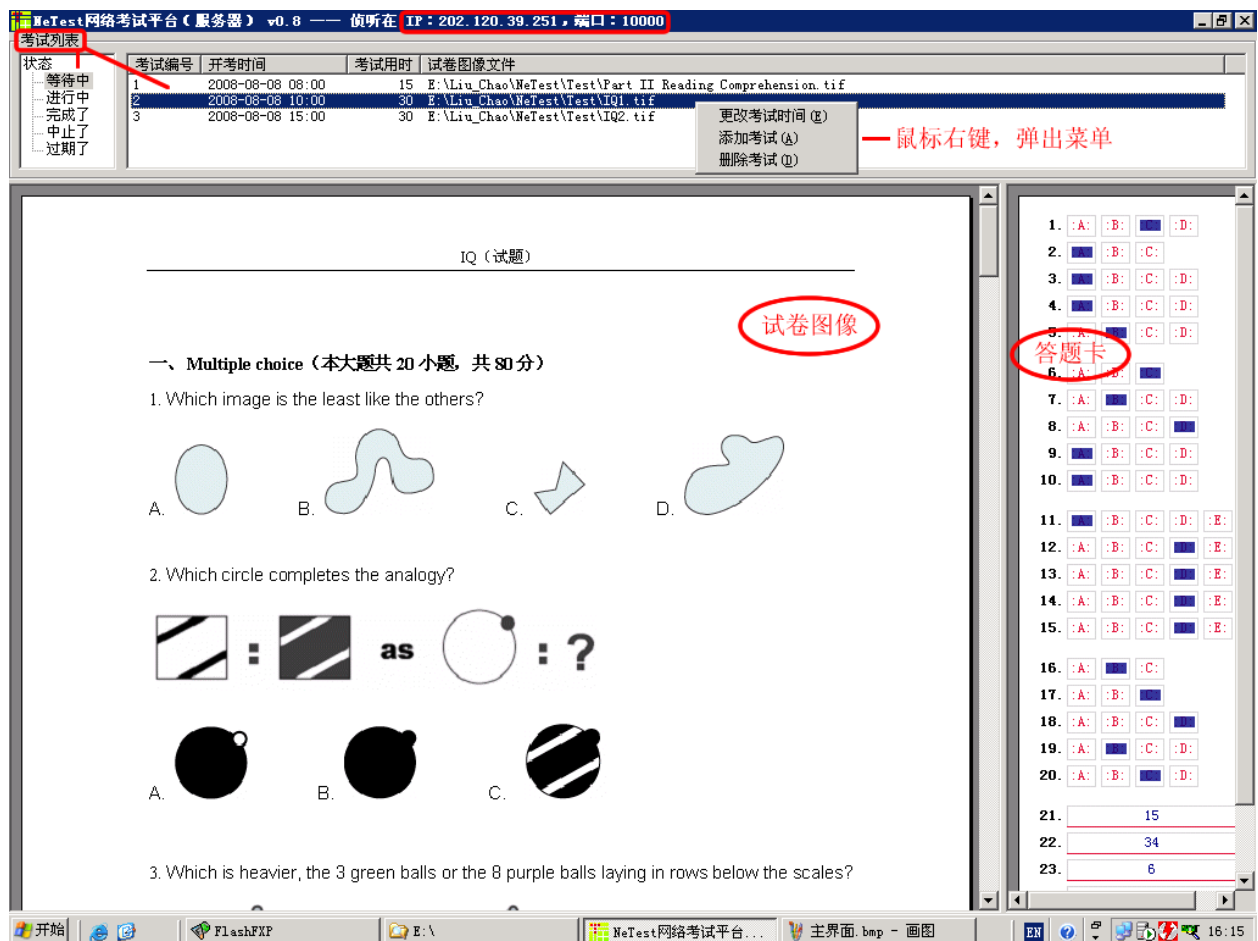 NeTest网络考试平台(服务器) v0.8 —— 侦听在 IP:202.120.39.251,端口:10000
考试列表
状态
等待中
进行中
完成了
中止了
过期了
考试编号 开考时间 考试用时 试卷图像文件
1 2008-08-08 08:00 15 E:\Liu_Chao\NeTest\Test\Part II Reading Comprehension.tif
2 2008-08-08 10:00 30 E:\Liu_Chao\NeTest\Test\IQ1.tif
3 2008-08-08 15:00 30 E:\Liu_Chao\NeTest\Test\IQ2.tif
更改考试时间(E)
添加考试(A)
删除考试(D)
鼠标右键,弹出菜单
IQ(试题)
试卷图像
一、Multiple choice(本大题共 20 小题,共 80 分)
1. Which image is the least like the others?
A. B. C. D.
2. Which circle completes the analogy?
: as : ?
A. B. C.
3. Which is heavier, the 3 green balls or the 8 purple balls laying in rows below the scales?
答题卡
1. :A: :B: :C: :D:
2. :A: :B: :C:
3. :A: :B: :C: :D:
4. :A: :B: :C: :D:
5. :A: :B: :C: :D:
6. :A: :B: :C:
7. :A: :B: :C: :D:
8. :A: :B: :C: :D:
9. :A: :B: :C: :D:
10. :A: :B: :C: :D:
11. :A: :B: :C: :D: :E:
12. :A: :B: :C: :D: :E:
13. :A: :B: :C: :D: :E:
14. :A: :B: :C: :D: :E:
15. :A: :B: :C: :D: :E:
16. :A: :B: :C:
17. :A: :B: :C:
18. :A: :B: :C: :D:
19. :A: :B: :C: :D:
20. :A: :B: :C: :D:
21. 15
22. 34
23. 6
开始 FlashFXP E:\ NeTest网络考试平台... 主界面.bmp - 画图 EN 16:15